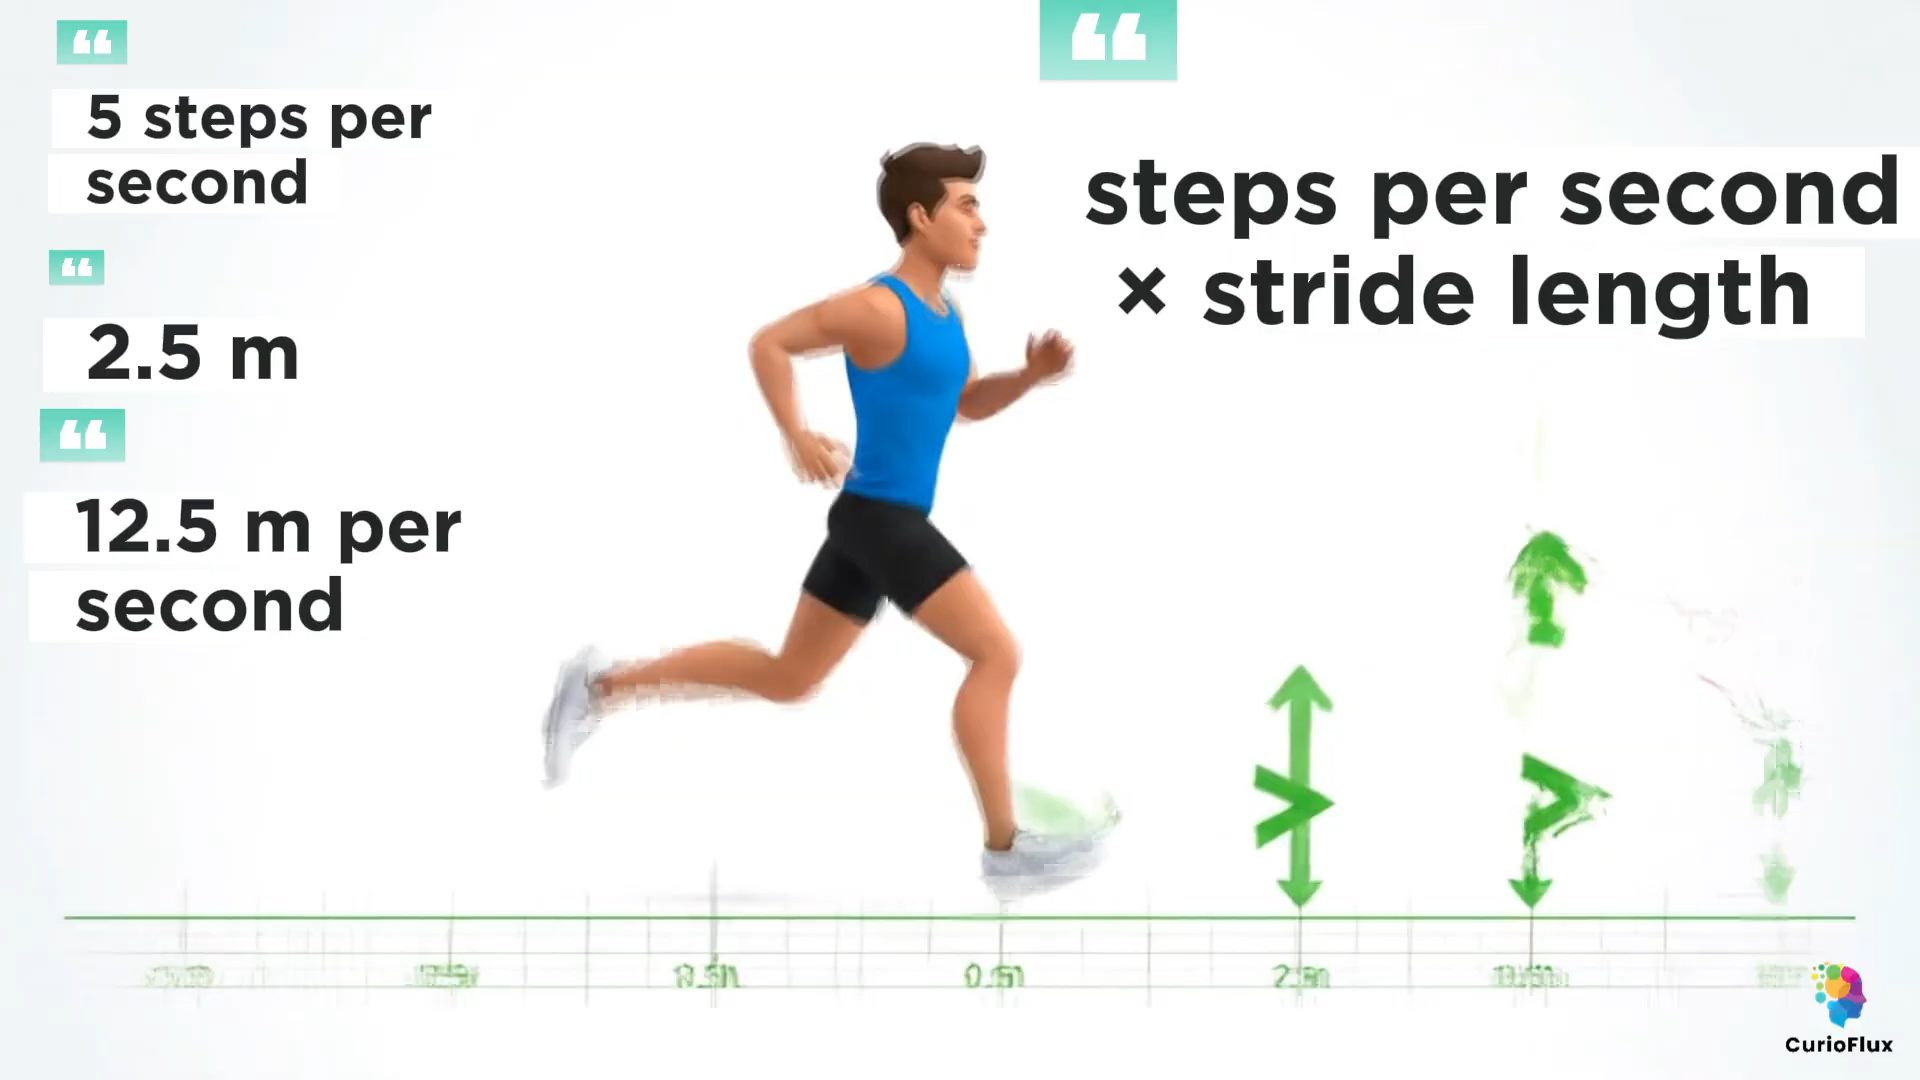 5 steps per
second
2.5 m
12.5 m per
second
steps per second
× stride length
CurioFlux